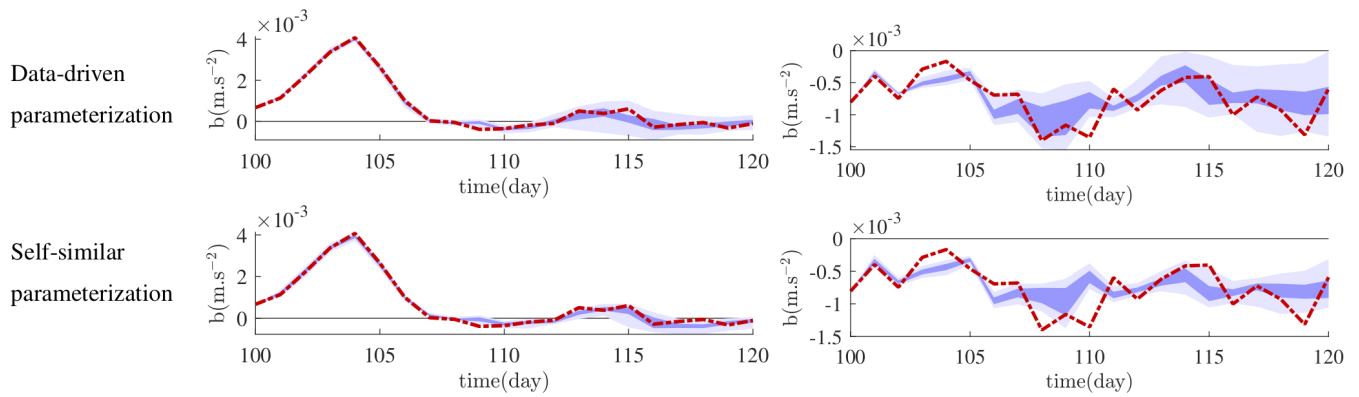 Data-driven
parameterization
×10⁻³
b(m.s⁻²)
4
2
0
100 105 110 115 120
time(day)
×10⁻³
b(m.s⁻²)
0
-0.5
-1
-1.5
100 105 110 115 120
time(day)
Self-similar
parameterization
×10⁻³
b(m.s⁻²)
4
2
0
100 105 110 115 120
time(day)
×10⁻³
b(m.s⁻²)
0
-0.5
-1
-1.5
100 105 110 115 120
time(day)